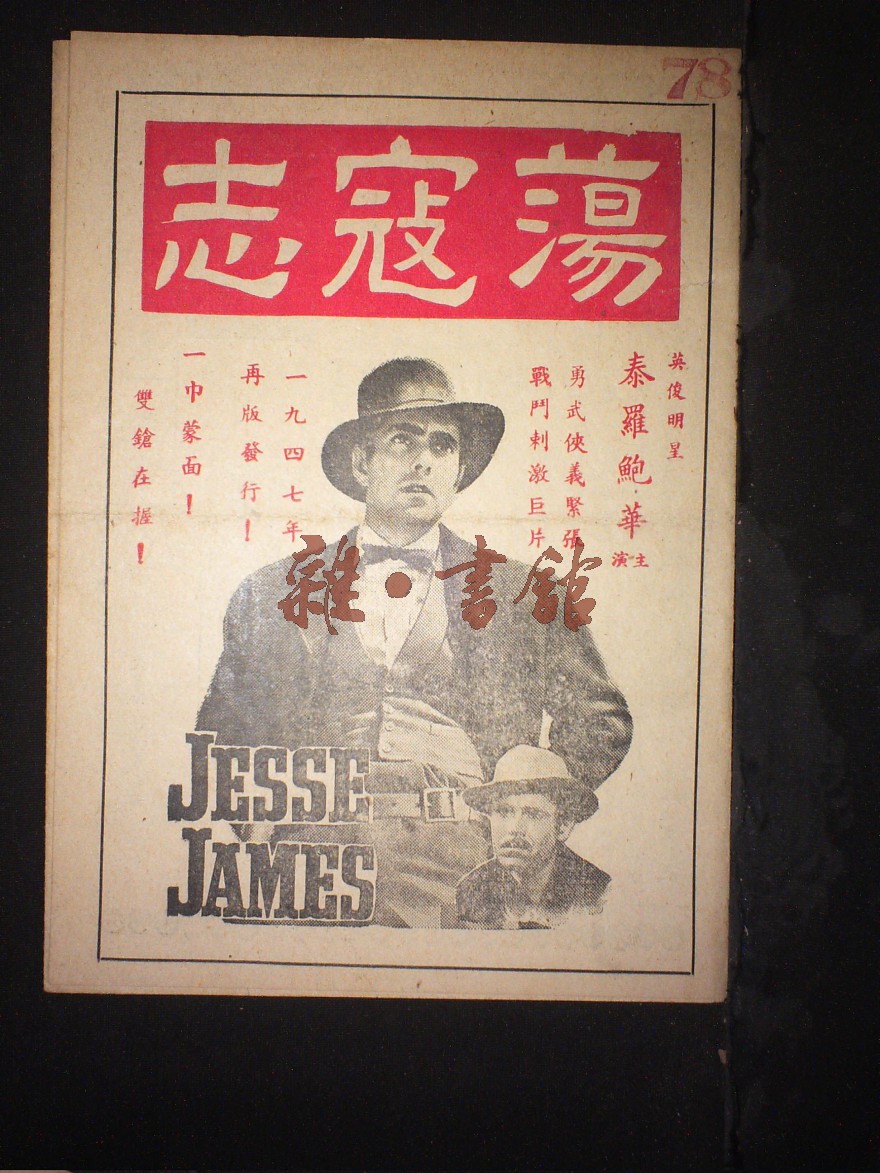 78
蕩寇志
英俊明星
泰羅鮑華
主演
勇武俠義緊張
戰鬥刺激巨片
一九四七年
再版發行！
一巾蒙面！
雙鎗在握！
雜·書館
JESSE
JAMES